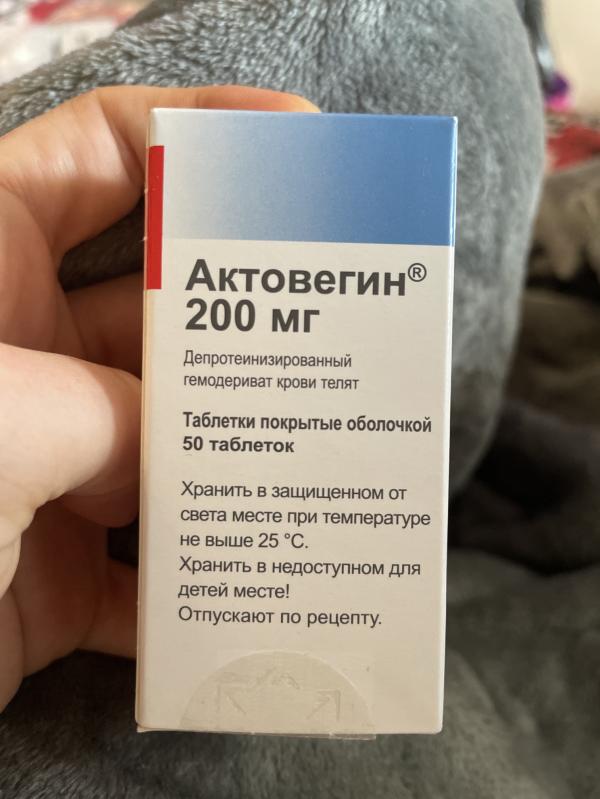 Актовегин®
200 мг
Депротеинизированный
гемодериват крови телят
Таблетки покрытые оболочкой
50 таблеток
Хранить в защищенном от
света месте при температуре
не выше 25 °C.
Хранить в недоступном для
детей месте!
Отпускают по рецепту.